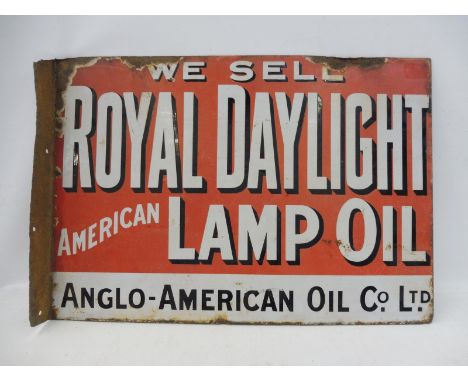 WE SELL
ROYAL DAYLIGHT
AMERICAN LAMP OIL
ANGLO-AMERICAN OIL Co. LTD.